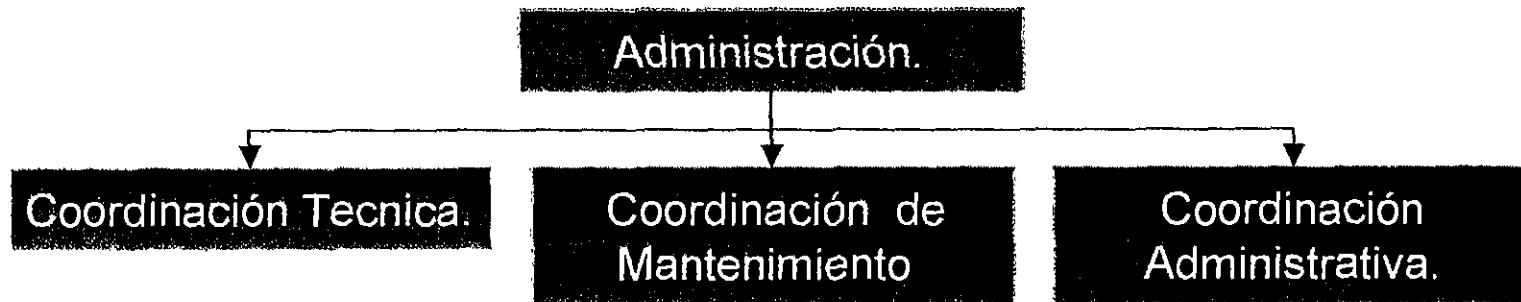 Administración.
Coordinación Tecnica.
Coordinación de
Mantenimiento
Coordinación
Administrativa.